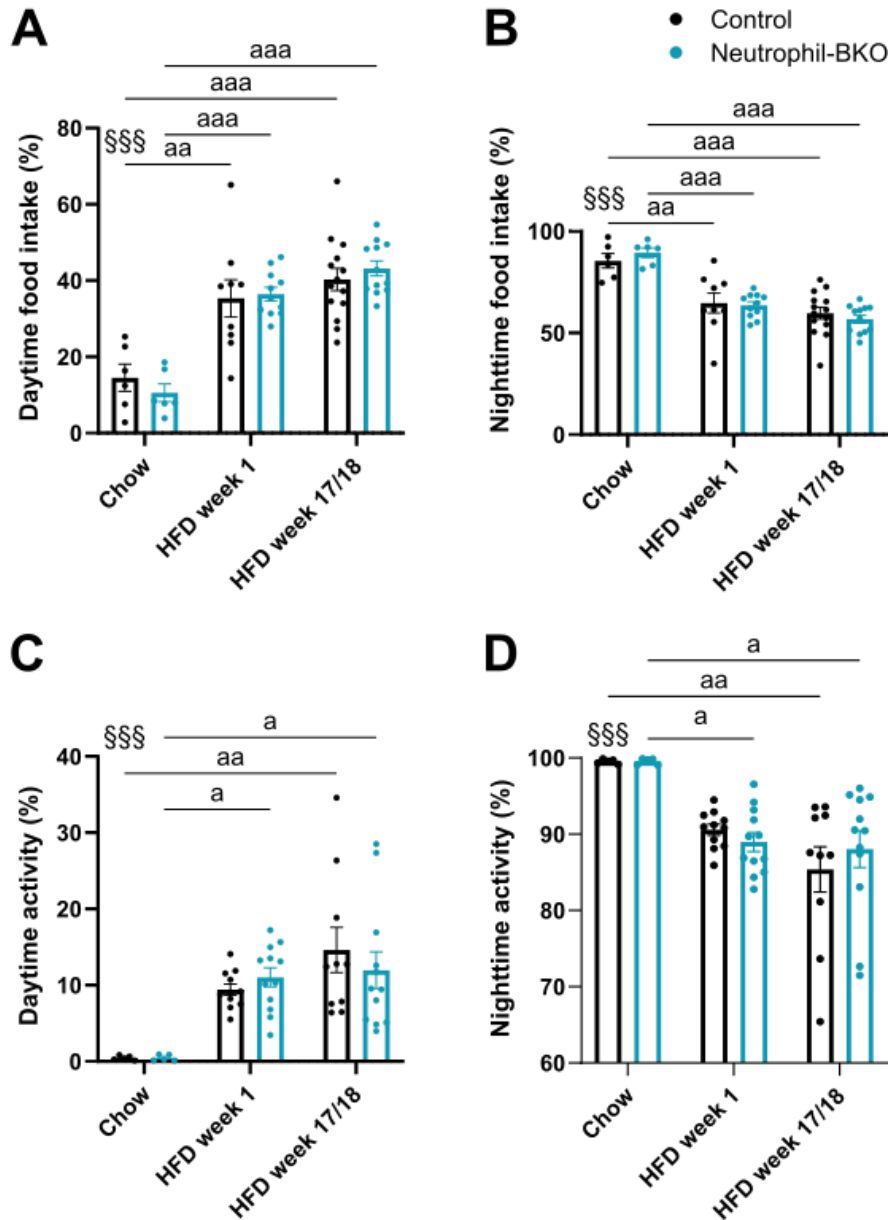 A
B
Control
Neutrophil-BKO
aaa
aaa
aaa
§§§ aa
Daytime food intake (%)
80
60
40
20
0
Chow
HFD week 1
HFD week 17/18
aaa
aaa
aaa
§§§ aa
Nighttime food intake (%)
100
50
0
Chow
HFD week 1
HFD week 17/18
C
D
§§§ a
aa
a
Daytime activity (%)
40
30
20
10
0
Chow
HFD week 1
HFD week 17/18
a
aa
§§§ a
Nighttime activity (%)
100
90
80
70
60
Chow
HFD week 1
HFD week 17/18